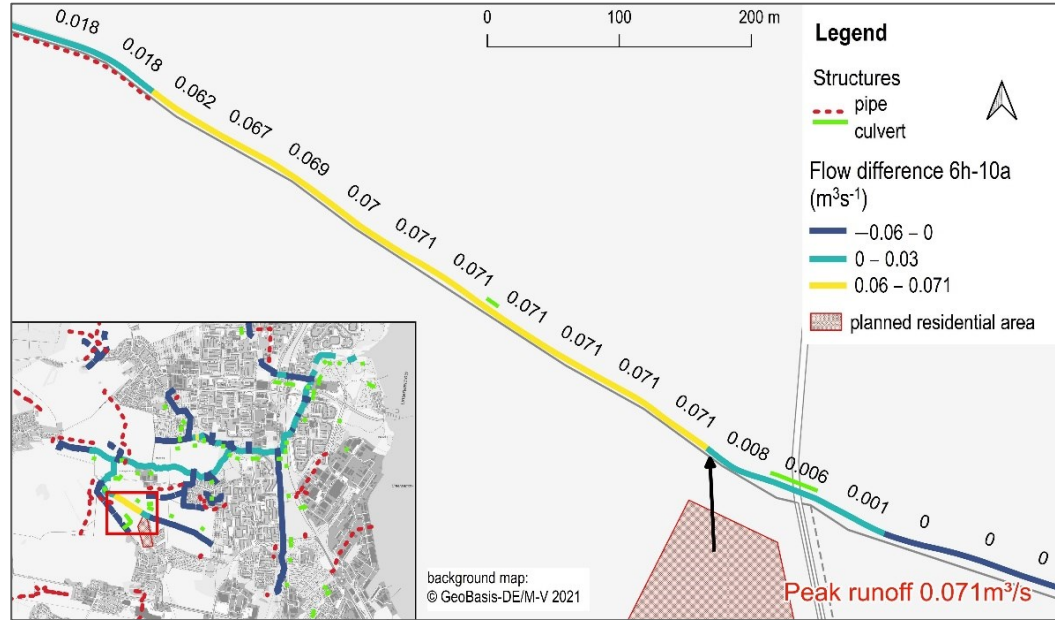 0 100 200 m
0.018
0.018
0.062
0.067
0.069
0.07
0.071
0.071
0.071
0.071
0.071
0.071
0.008
0.006
0.001
0
0
0
Legend
Structures
pipe
culvert
Flow difference 6h-10a
(m³s⁻¹)
—0.06 – 0
0 – 0.03
0.06 – 0.071
planned residential area
background map:
© GeoBasis-DE/M-V 2021
Peak runoff 0.071m³/s